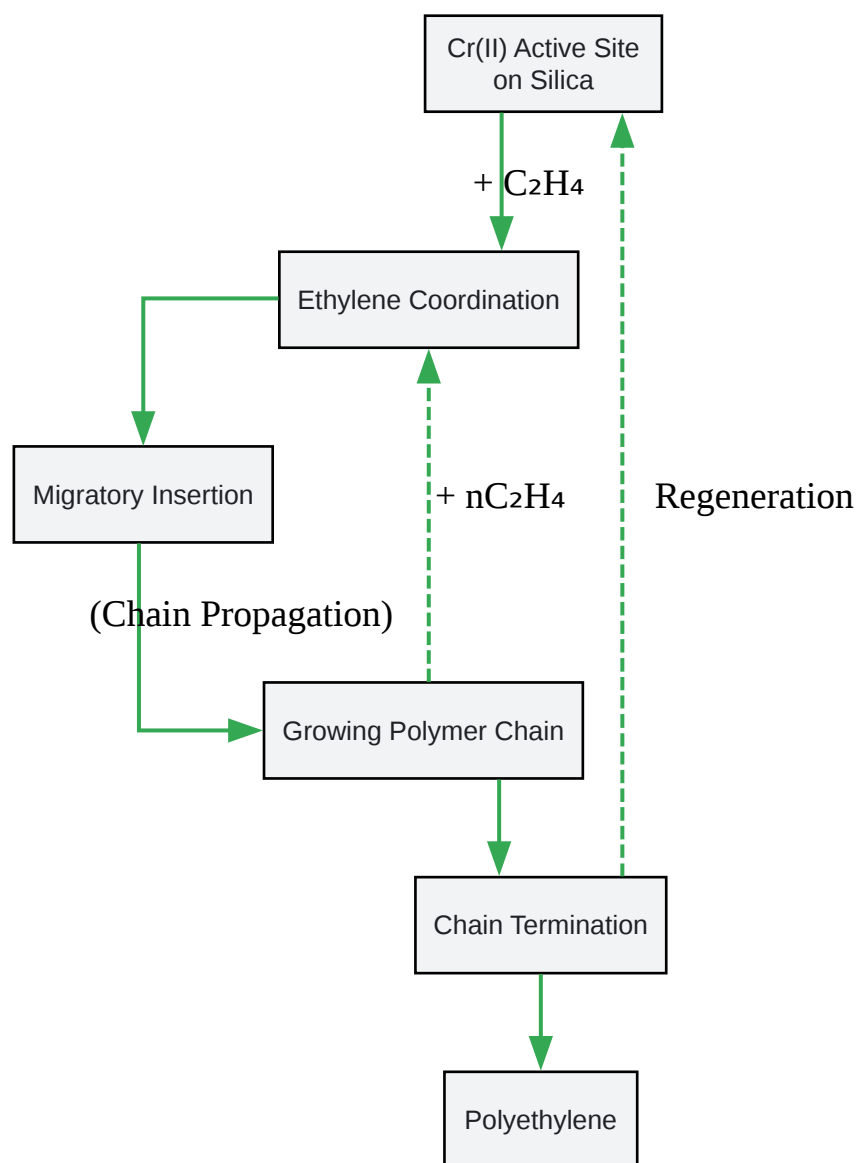 Cr(II) Active Site
on Silica
+ C₂H₄
Ethylene Coordination
Migratory Insertion
+ nC₂H₄
Regeneration
(Chain Propagation)
Growing Polymer Chain
Chain Termination
Polyethylene